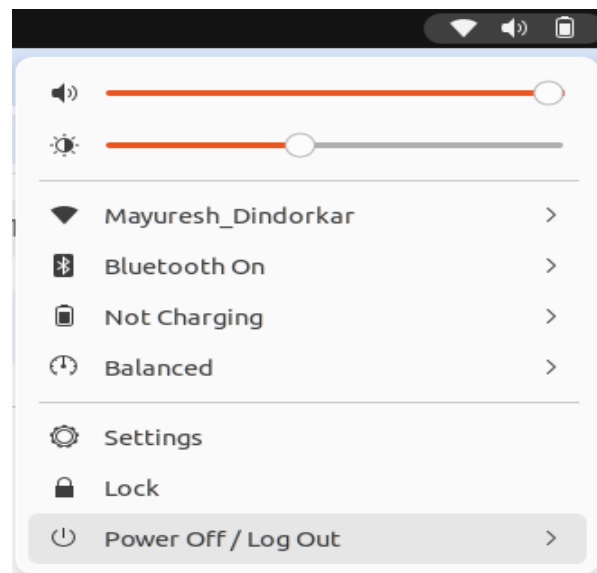 Mayuresh_Dindorkar
Bluetooth On
Not Charging
Balanced
Settings
Lock
Power Off / Log Out